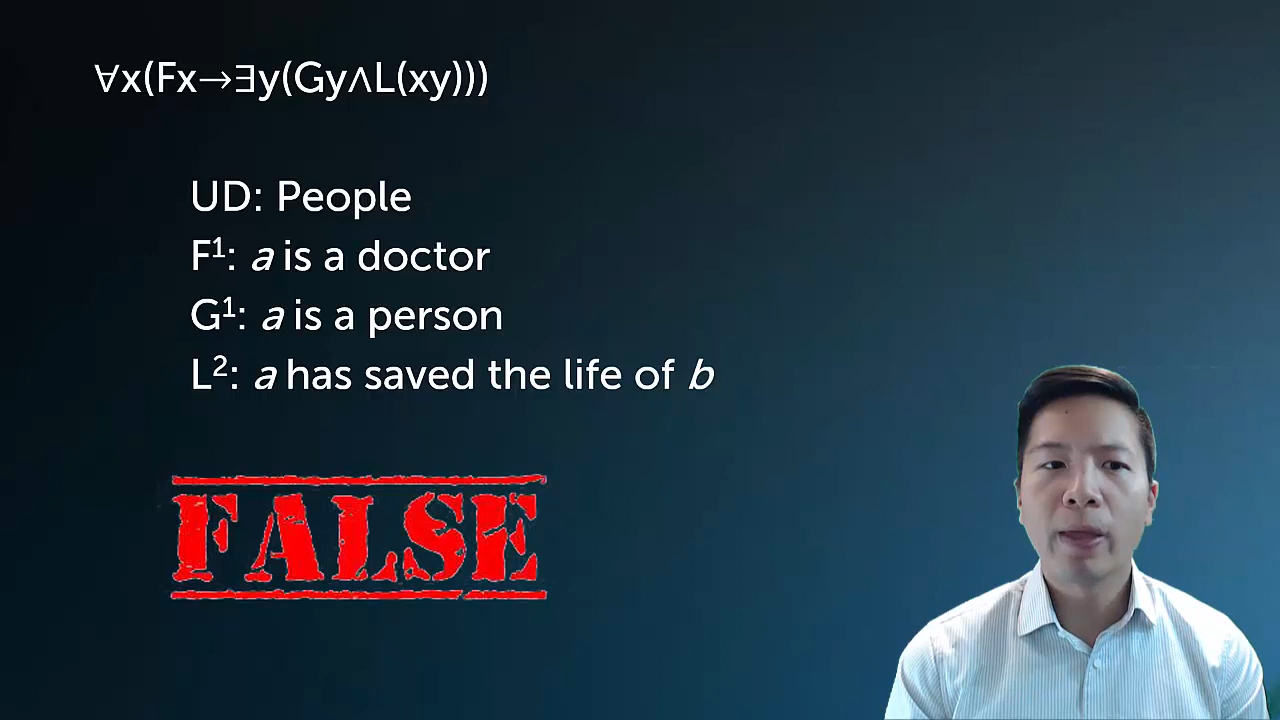 ∀x(Fx→∃y(Gy∧L(xy)))
UD: People
F¹: a is a doctor
G¹: a is a person
L²: a has saved the life of b
FALSE